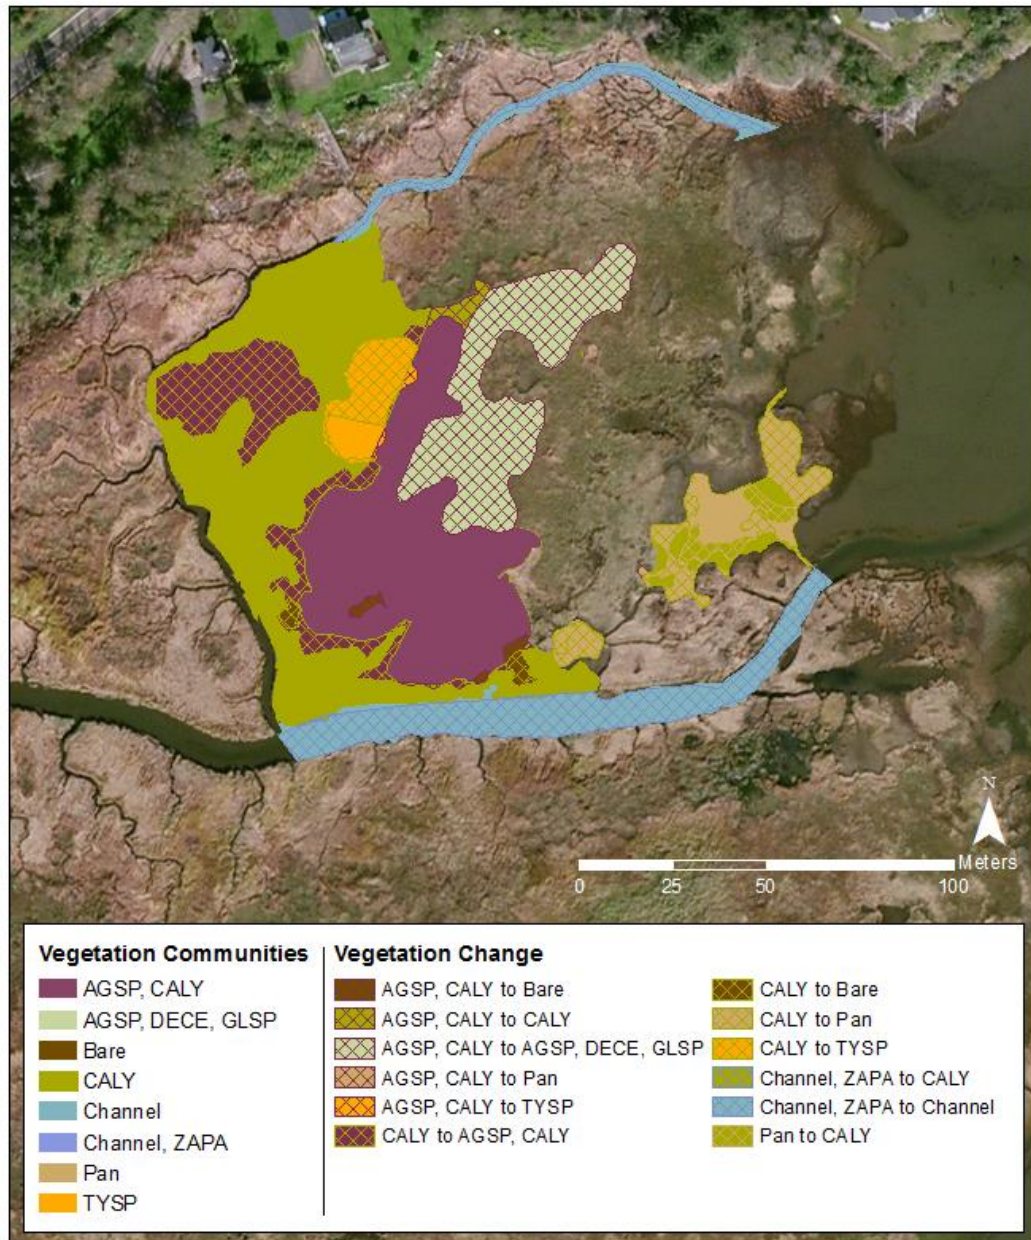 N
Meters
0 25 50 100
Vegetation Communities
AGSP, CALY
AGSP, DECE, GLSP
Bare
CALY
Channel
Channel, ZAPA
Pan
TYSP
Vegetation Change
AGSP, CALY to Bare
AGSP, CALY to CALY
AGSP, CALY to AGSP, DECE, GLSP
AGSP, CALY to Pan
AGSP, CALY to TYSP
CALY to AGSP, CALY
CALY to Bare
CALY to Pan
CALY to TYSP
Channel, ZAPA to CALY
Channel, ZAPA to Channel
Pan to CALY